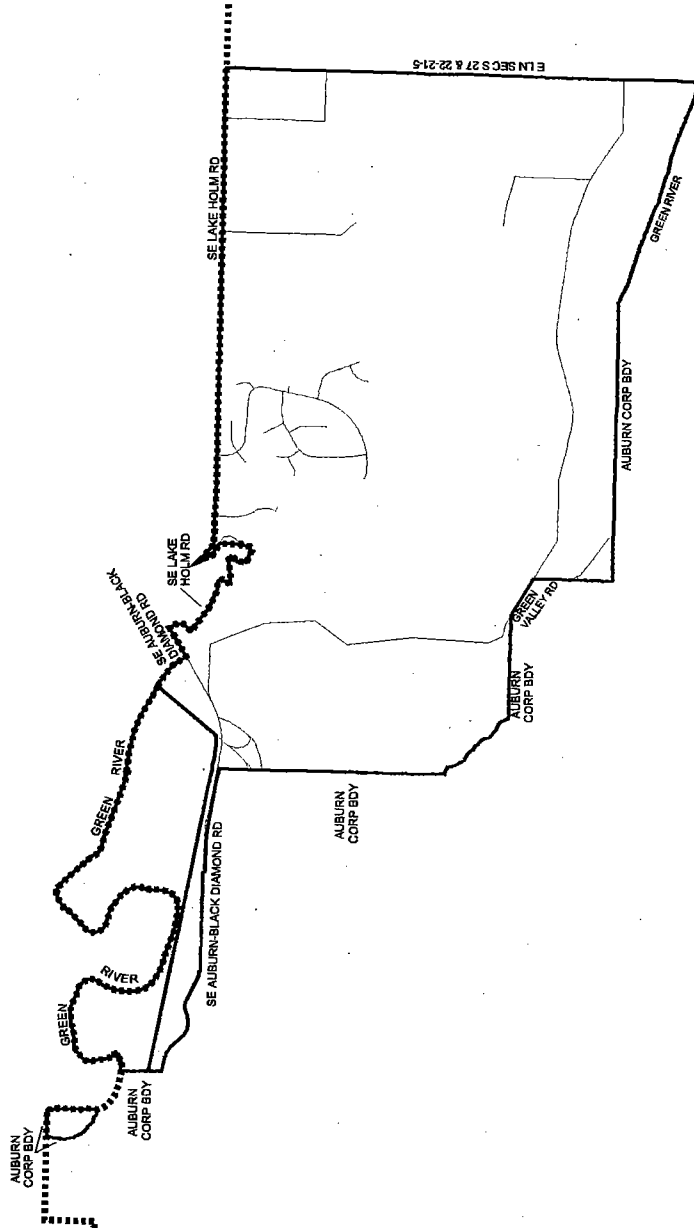 AUBURN
CORP BDY
GREEN
RIVER
AUBURN
CORP BDY
GREEN
RIVER
SE AUBURN-BLACK DIAMOND RD
SE AUBURN-BLACK
DIAMOND RD
SE LAKE
HOLM RD
SE LAKE HOLM RD
AUBURN
CORP BDY
AUBURN
CORP BDY
GREEN
VALLEY RD
AUBURN CORP BDY
GREEN RIVER
E LN SEC S 27 & 22-21-5